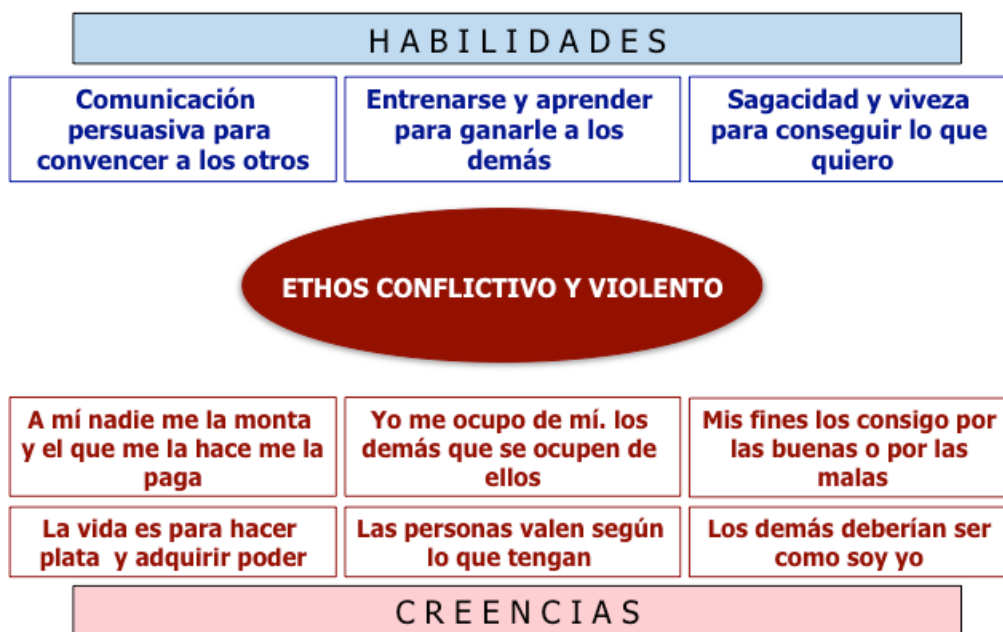 HABILIDADES
Comunicación
persuasiva para
convencer a los otros
Entrenarse y aprender
para ganarle a los
demás
Sagacidad y viveza
para conseguir lo que
quiero
ETHOS CONFLICTIVO Y VIOLENTO
A mí nadie me la monta
y el que me la hace me la
paga
Yo me ocupo de mí. los
demás que se ocupen de
ellos
Mis fines los consigo por
las buenas o por las
malas
La vida es para hacer
plata y adquirir poder
Las personas valen según
lo que tengan
Los demás deberían ser
como soy yo
CREENCIAS